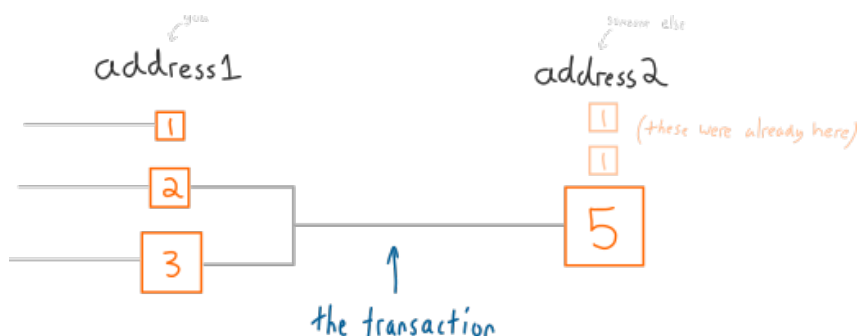 you
someone else
address1
address2
1
1
(these were already here)
1
2
5
3
the transaction